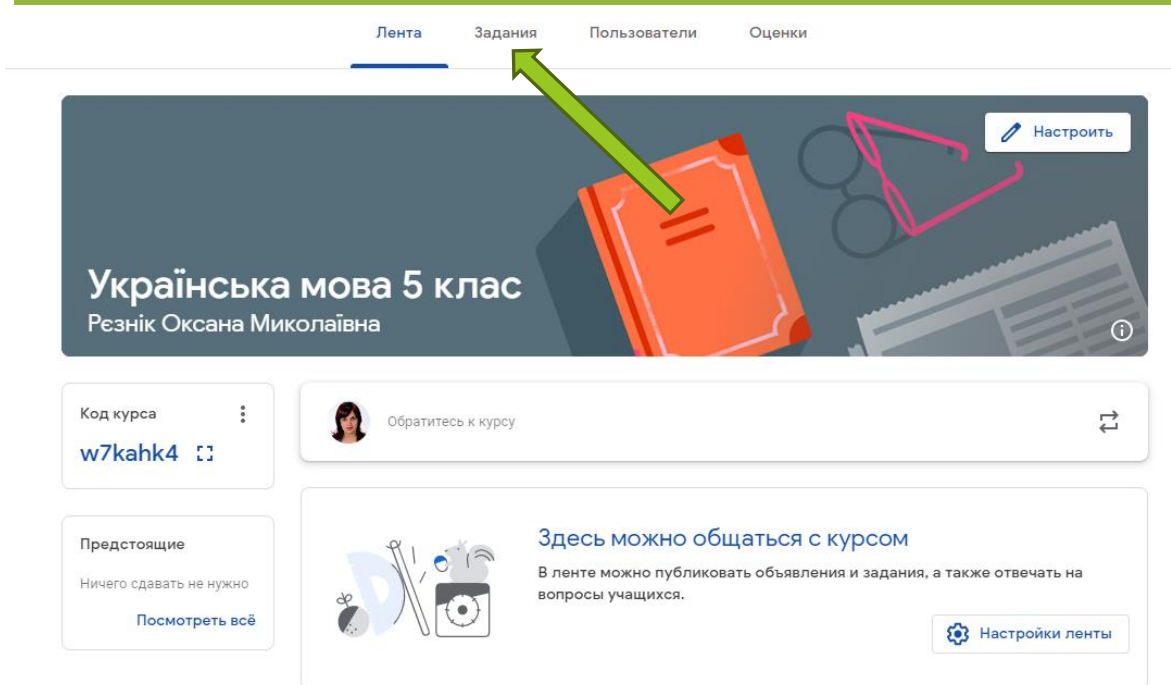 Лента Задания Пользователи Оценки
Настроить
Українська мова 5 клас
Рєзнік Оксана Миколаївна
Код курса
w7kahk4
Обратитесь к курсу
Предстоящие
Ничего сдавать не нужно
Посмотреть всё
Здесь можно общаться с курсом
В ленте можно публиковать объявления и задания, а также отвечать на
вопросы учащихся.
Настройки ленты